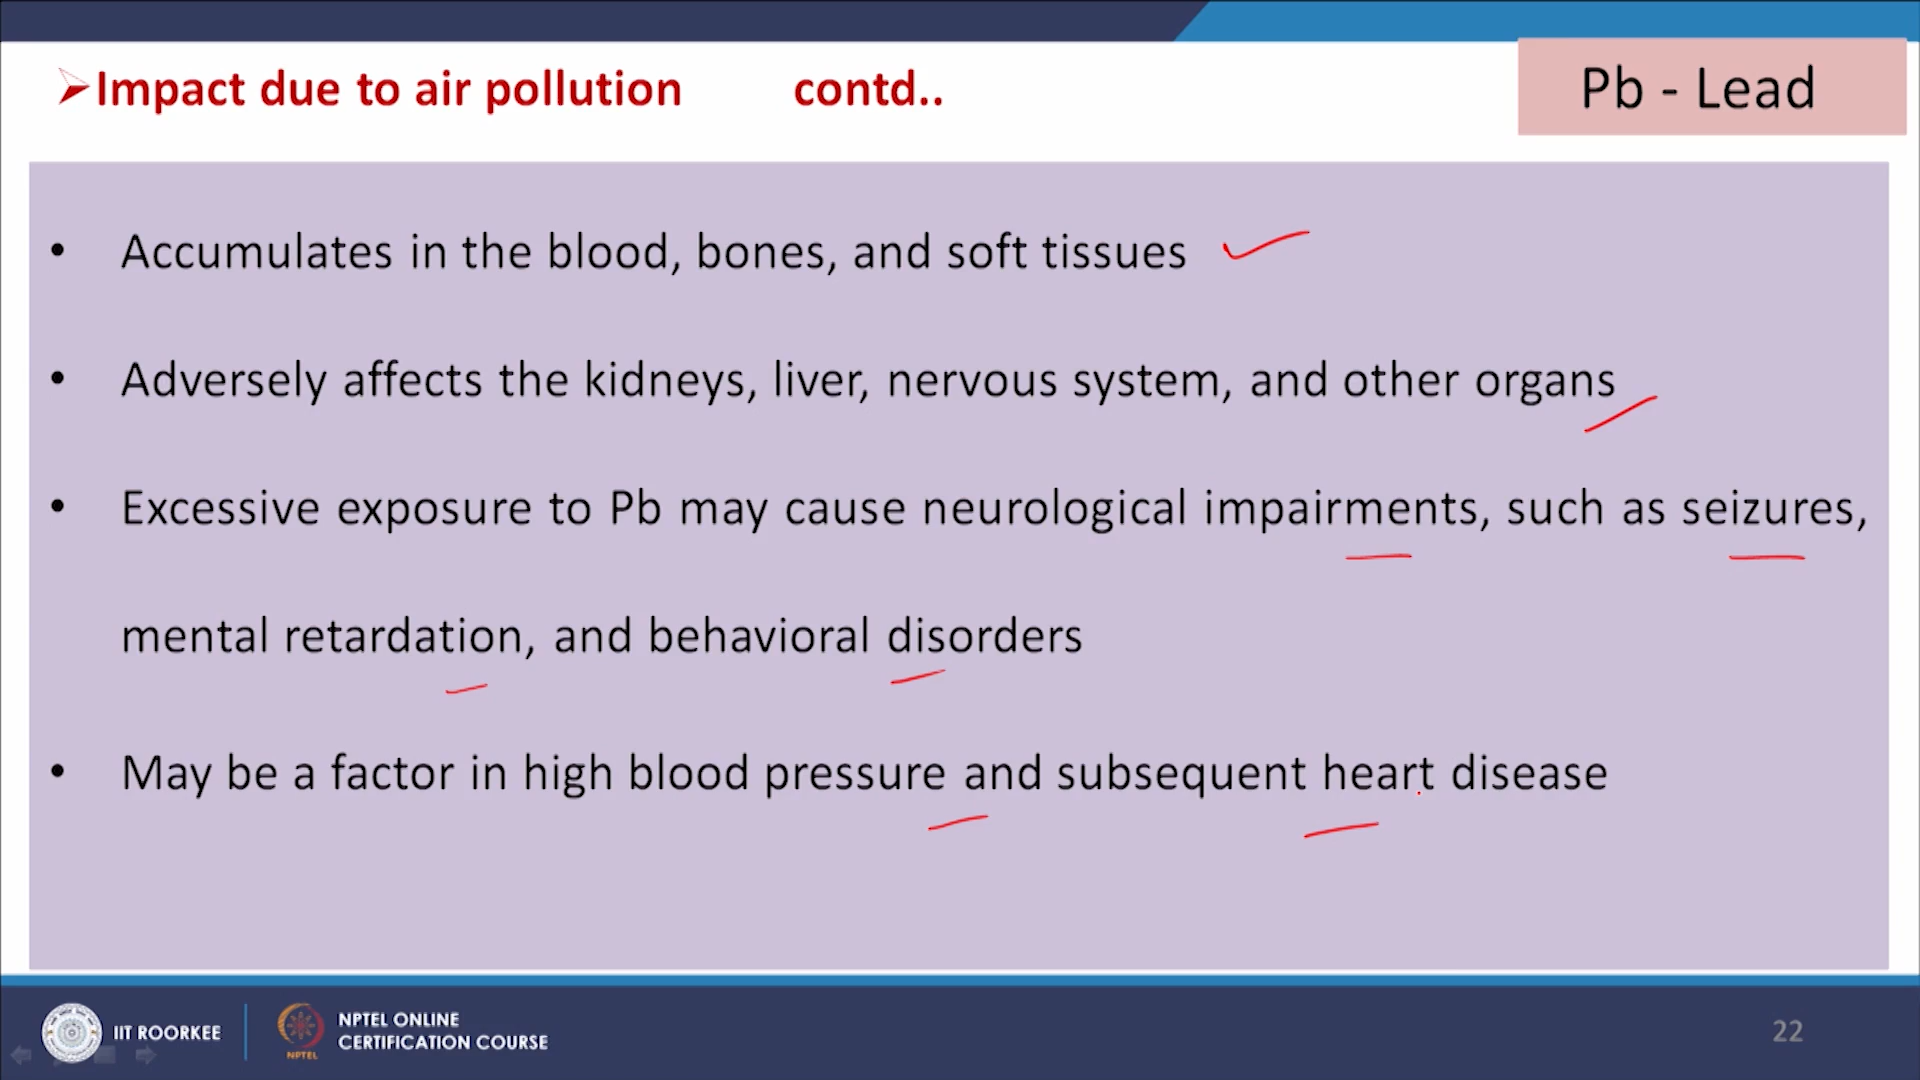 Impact due to air pollution contd..
Pb - Lead
• Accumulates in the blood, bones, and soft tissues
• Adversely affects the kidneys, liver, nervous system, and other organs
• Excessive exposure to Pb may cause neurological impairments, such as seizures,
mental retardation, and behavioral disorders
• May be a factor in high blood pressure and subsequent heart disease
IIT ROORKEE
NPTEL
NPTEL ONLINE
CERTIFICATION COURSE
22